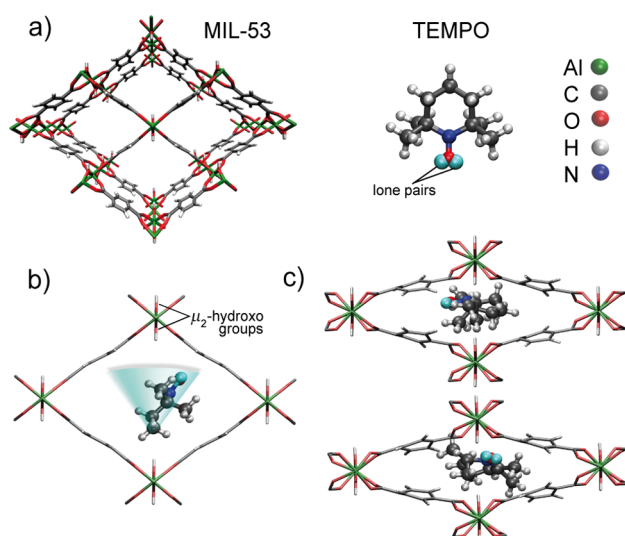 a) MIL-53 TEMPO
Al
C
O
H
N
lone pairs
b)
μ₂-hydroxo
groups
c)